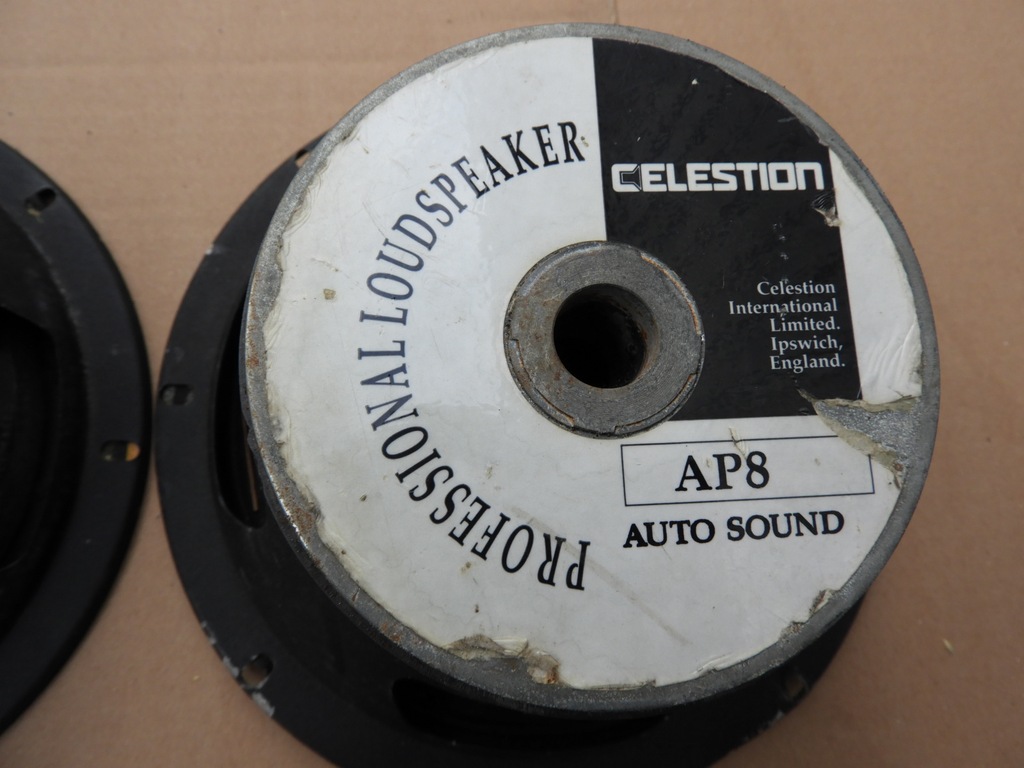 PROFESSIONAL LOUDSPEAKER
CELESTION
Celestion
International
Limited.
Ipswich,
England.
AP8
AUTO SOUND